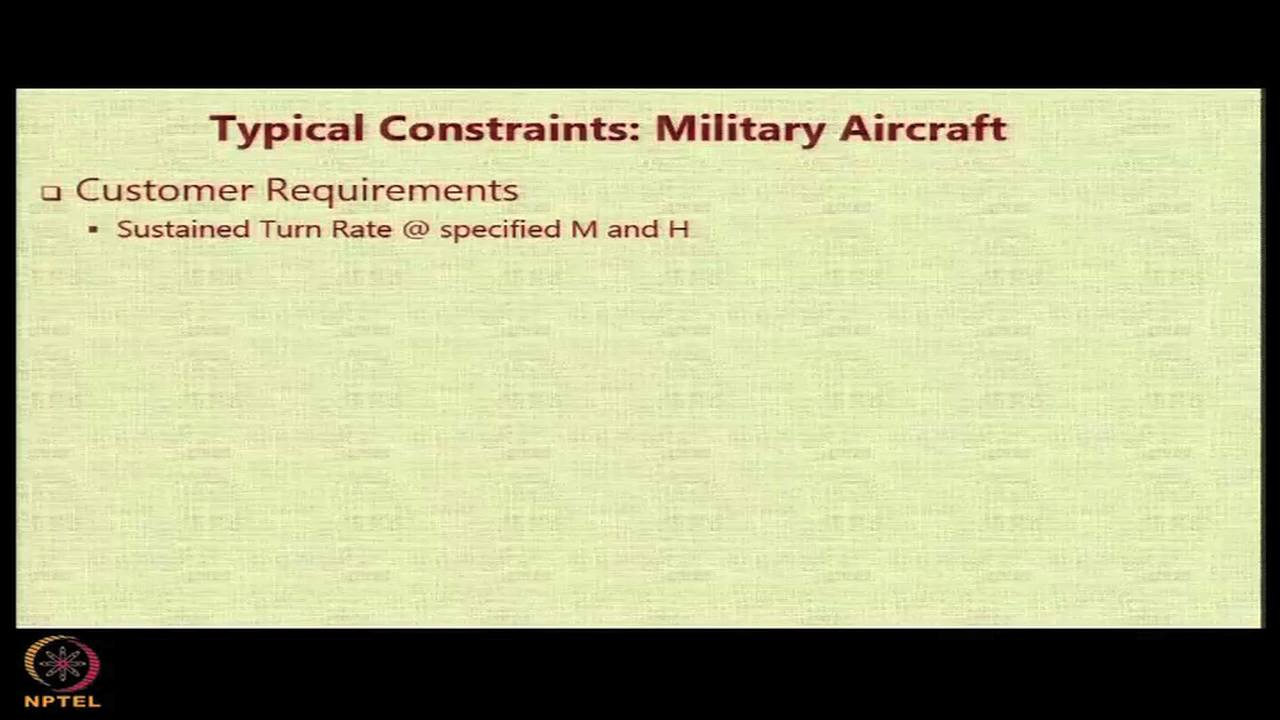 Typical Constraints: Military Aircraft
❑ Customer Requirements
▪ Sustained Turn Rate @ specified M and H
NPTEL